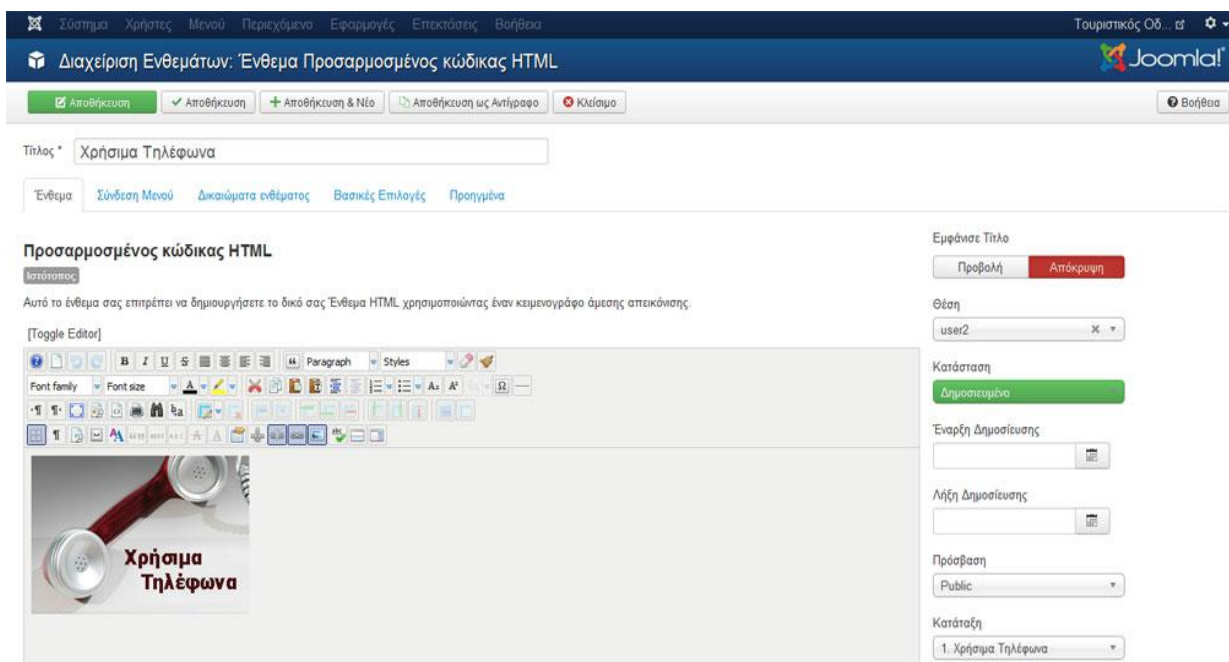 Σύστημα Χρήστες Μενού Περιεχόμενο Εφαρμογές Επεκτάσεις Βοήθεια Τουριστικός Οδ...
Διαχείριση Ενθεμάτων: Ένθεμα Προσαρμοσμένος κώδικας HTML Joomla!
Αποθήκευση Αποθήκευση Αποθήκευση & Νέο Αποθήκευση ως Αντίγραφο Κλείσιμο Βοήθεια
Τίτλος * Χρήσιμα Τηλέφωνα
Ένθεμα Σύνδεση Μενού Δικαιώματα ενθέματος Βασικές Επιλογές Προηγμένα
Προσαρμοσμένος κώδικας HTML
Ιστότοπος
Αυτό το ένθεμα σας επιτρέπει να δημιουργήσετε το δικό σας Ένθεμα HTML χρησιμοποιώντας έναν κειμενογράφο άμεσης απεικόνισης.
[Toggle Editor]
Paragraph Styles
Font family Font size
Χρήσιμα
Τηλέφωνα
Εμφάνισε Τίτλο
Προβολή Απόκρυψη
Θέση
user2
Κατάσταση
Δημοσιευμένο
Έναρξη Δημοσίευσης
Λήξη Δημοσίευσης
Πρόσβαση
Public
Κατάταξη
1. Χρήσιμα Τηλέφωνα